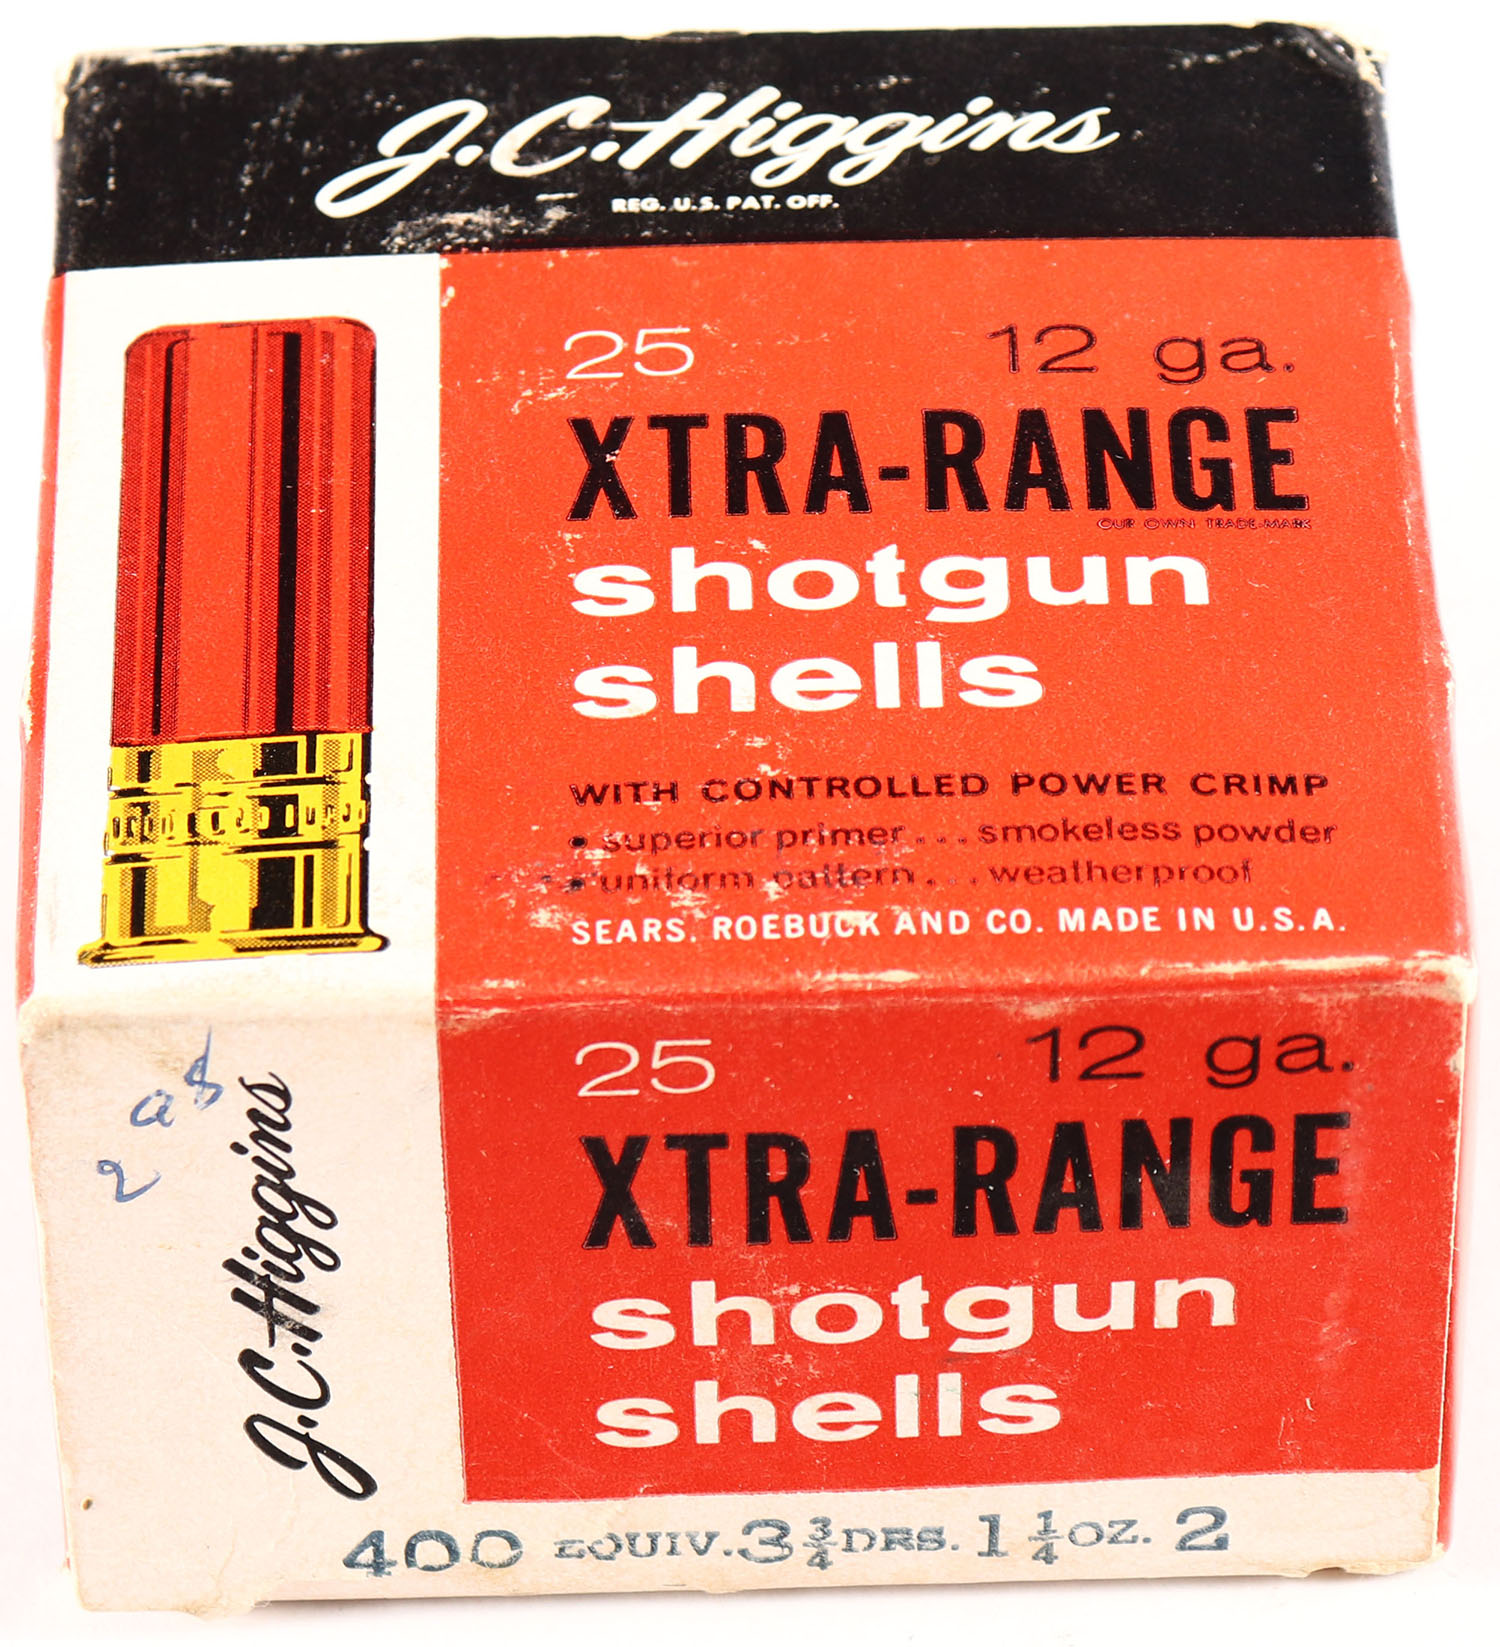 J.C. Higgins
REG. U.S. PAT. OFF.
25 12 ga.
XTRA-RANGE
OUR OWN TRADE-MARK
shotgun
shells
WITH CONTROLLED POWER CRIMP
• superior primer... smokeless powder
• uniform pattern... weatherproof
SEARS, ROEBUCK AND CO. MADE IN U.S.A.
25 12 ga.
XTRA-RANGE
shotgun
shells
J.C. Higgins
400 EQUIV. 3 3/4 DRS. 1 1/4 OZ. 2